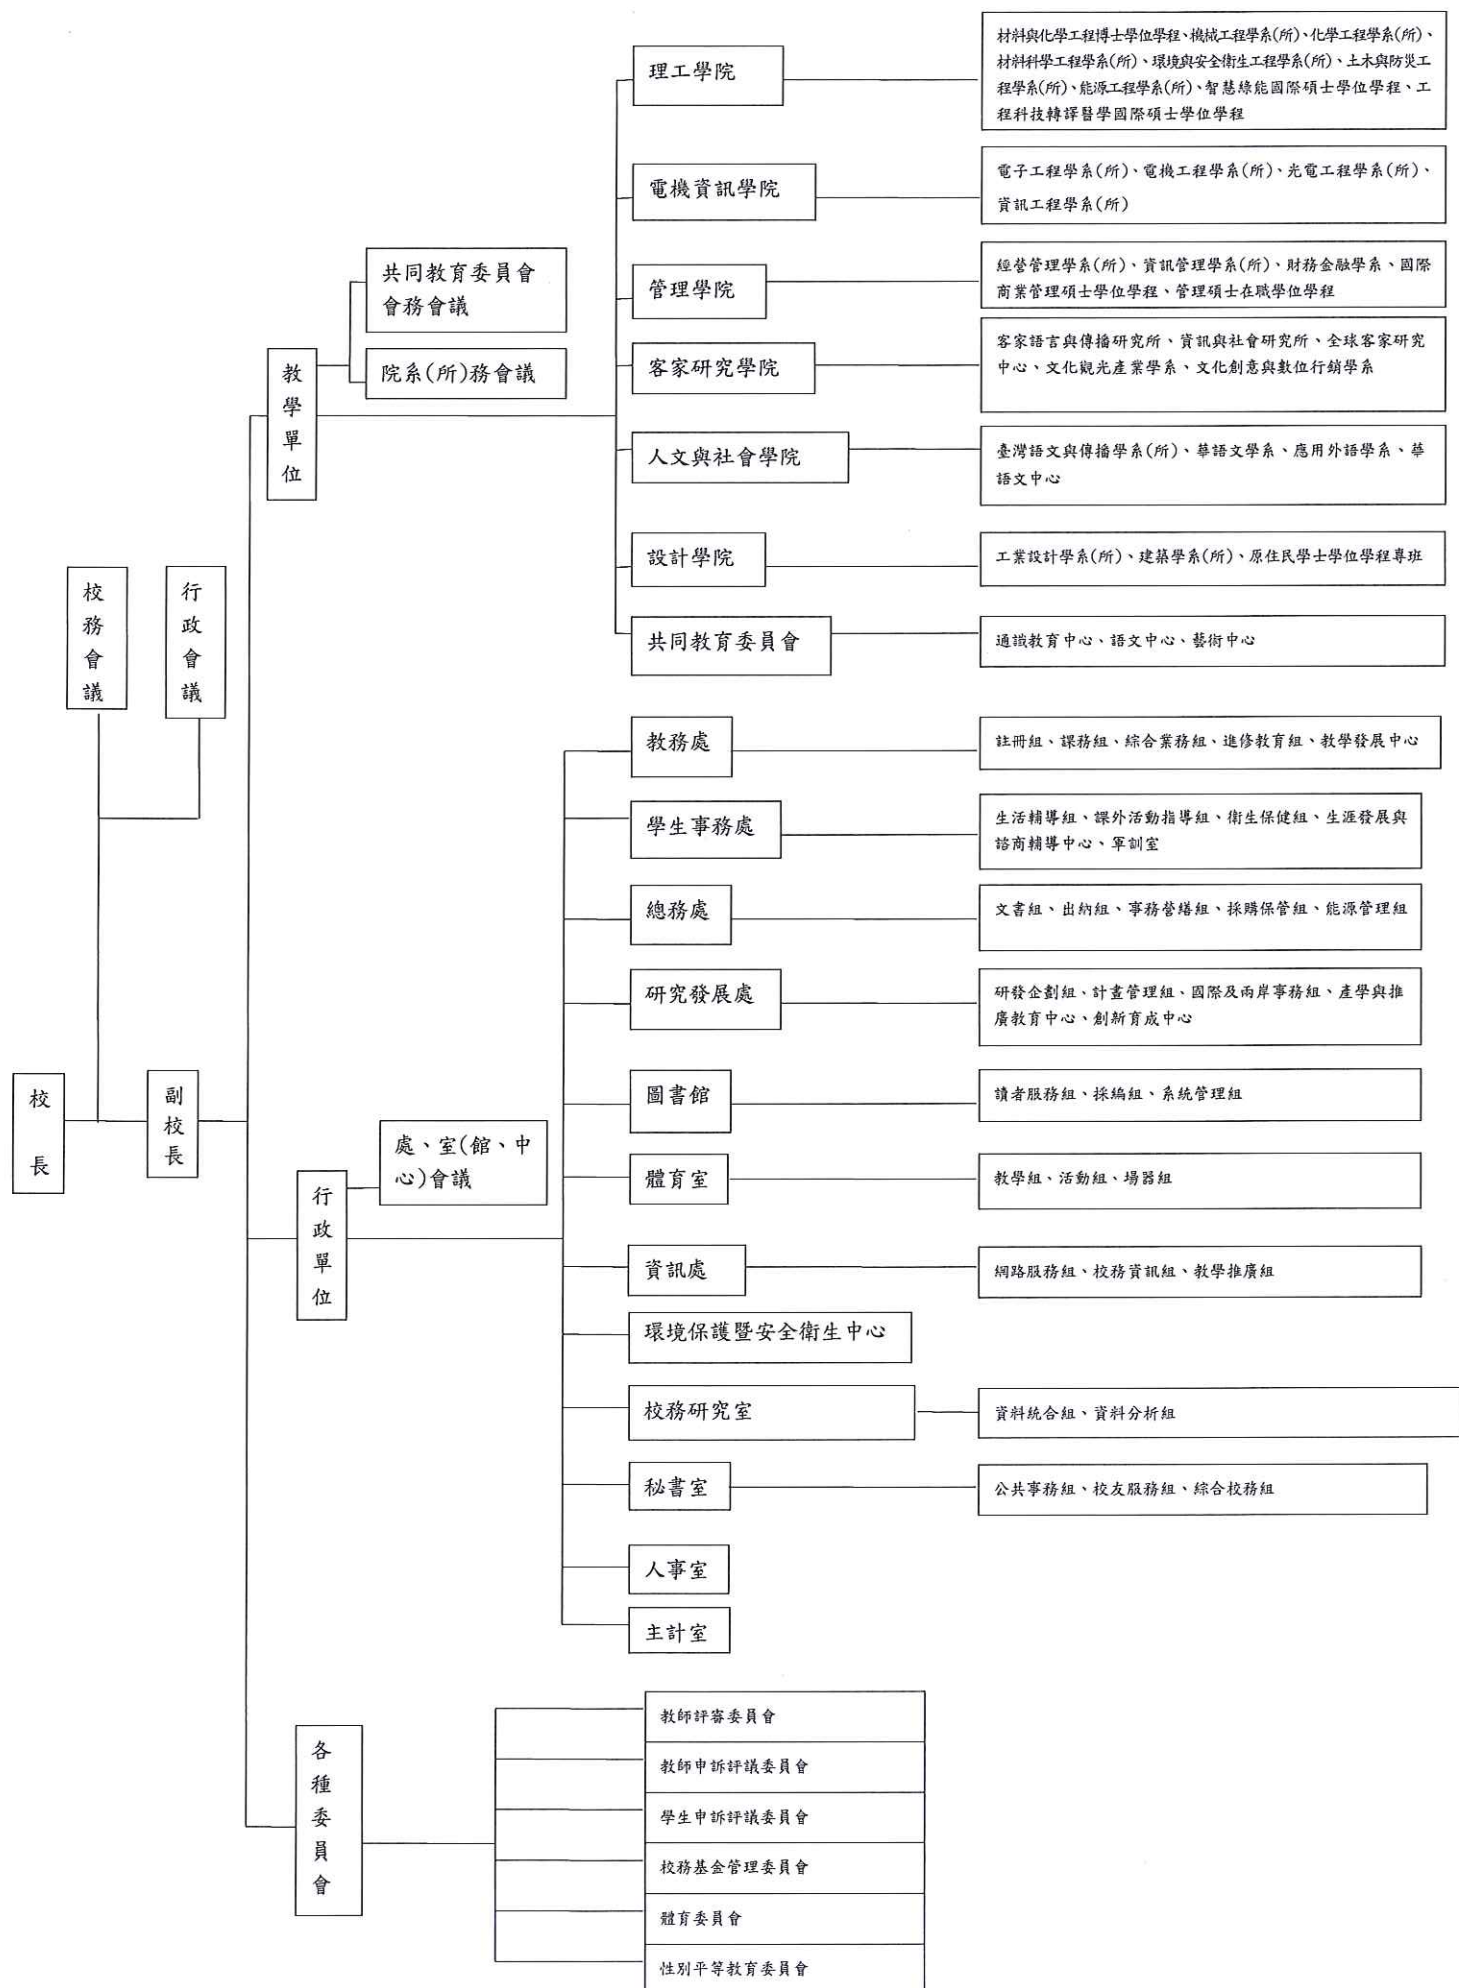 理工學院
材料與化學工程博士學位學程、機械工程學系(所)、化學工程學系(所)、
材料科學工程學系(所)、環境與安全衛生工程學系(所)、土木與防災工
程學系(所)、能源工程學系(所)、智慧綠能國際碩士學位學程、工
程科技轉譯醫學國際碩士學位學程
電機資訊學院
電子工程學系(所)、電機工程學系(所)、光電工程學系(所)、
資訊工程學系(所)
共同教育委員會
會務會議
院系(所)務會議
教學單位
管理學院
經營管理學系(所)、資訊管理學系(所)、財務金融學系、國際
商業管理碩士學位學程、管理碩士在職學位學程
客家研究學院
客家語言與傳播研究所、資訊與社會研究所、全球客家研究
中心、文化觀光產業學系、文化創意與數位行銷學系
人文與社會學院
臺灣語文與傳播學系(所)、華語文學系、應用外語學系、華
語文中心
設計學院
工業設計學系(所)、建築學系(所)、原住民學士學位學程專班
共同教育委員會
通識教育中心、語文中心、藝術中心
校務會議
行政會議
教務處
註冊組、課務組、綜合業務組、進修教育組、教學發展中心
學生事務處
生活輔導組、課外活動指導組、衛生保健組、生涯發展與
諮商輔導中心、軍訓室
總務處
文書組、出納組、事務營繕組、採購保管組、能源管理組
研究發展處
研發企劃組、計畫管理組、國際及兩岸事務組、產學與推
廣教育中心、創新育成中心
校長
副校長
圖書館
讀者服務組、採編組、系統管理組
處、室(館、中
心)會議
行政單位
體育室
教學組、活動組、場器組
資訊處
網路服務組、校務資訊組、教學推廣組
環境保護暨安全衛生中心
校務研究室
資料統合組、資料分析組
秘書室
公共事務組、校友服務組、綜合校務組
人事室
主計室
各種委員會
教師評審委員會
教師申訴評議委員會
學生申訴評議委員會
校務基金管理委員會
體育委員會
性別平等教育委員會